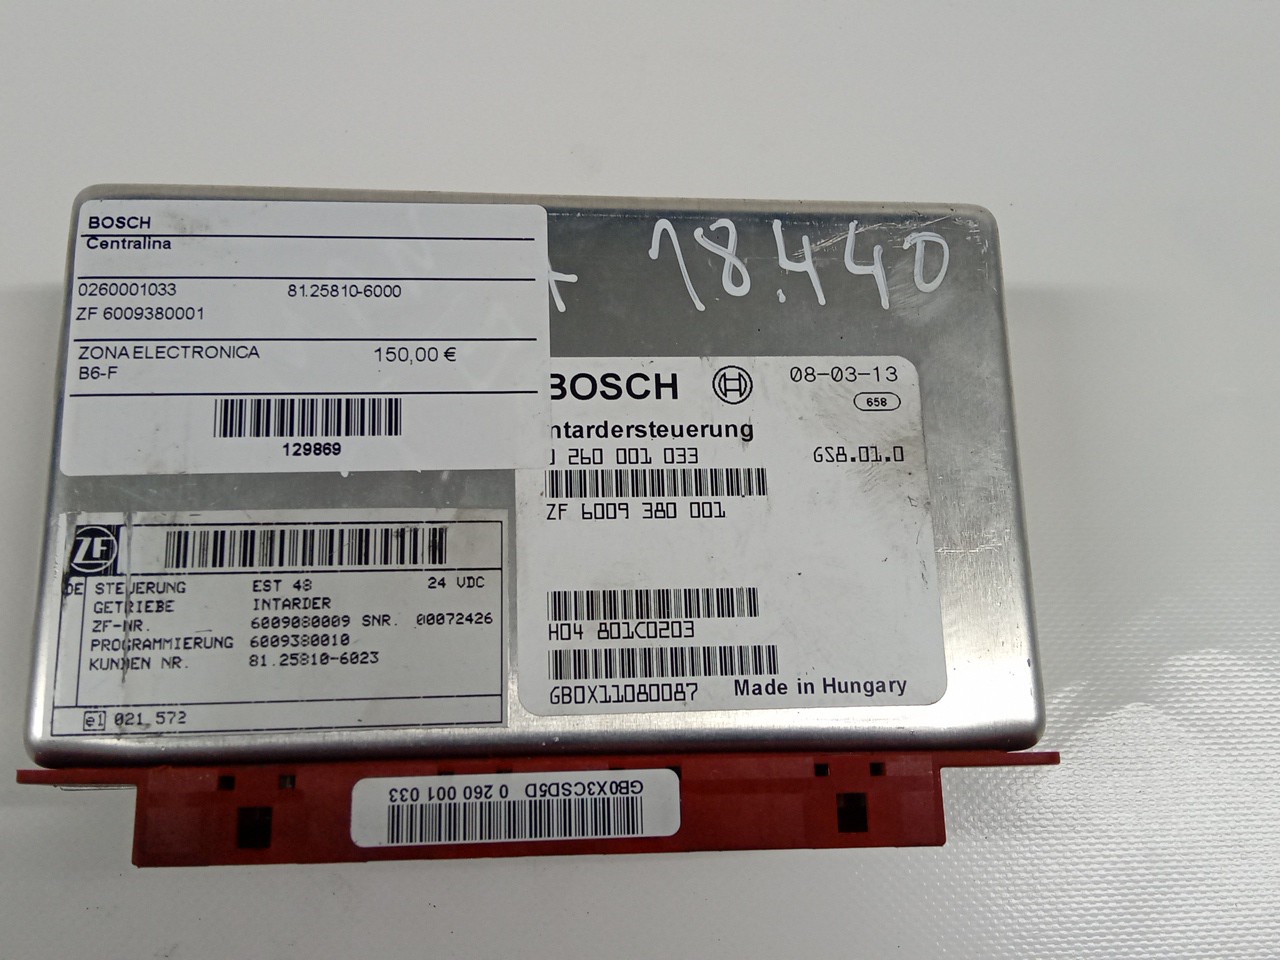 BOSCH
Centralina
0260001033 81.25810-6000
ZF 6009380001
ZONA ELECTRONICA 150,00 €
B6-F
129869
18.440
BOSCH 08-03-13
658
ntardersteuerung
0 260 001 033 GS8.01.0
ZF 6009 380 001
H04 801C0203
GB0X11080087 Made in Hungary
ZF
DE STEUERUNG EST 48 24 VDC
GETRIEBE INTARDER
ZF-NR. 6009080009 SNR. 00072426
PROGRAMMIERUNG 6009380010
KUNDEN NR. 81.25810-6023
e1 021 572
GB0X3CSD5D 0 260 001 033